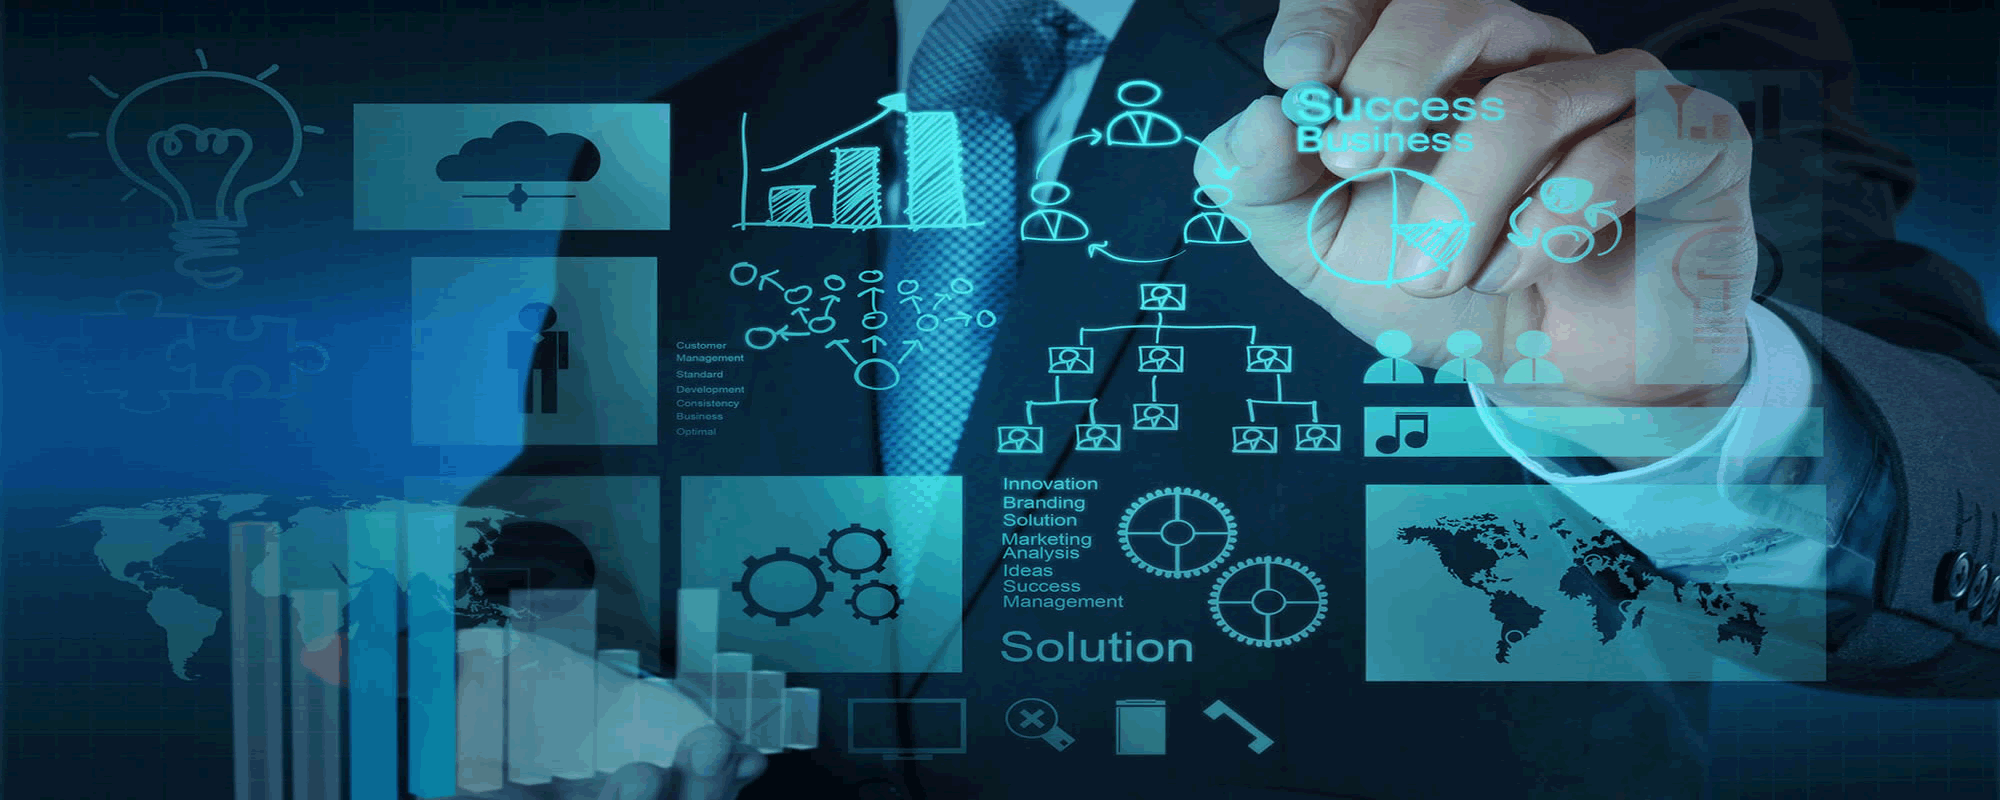 Success
Business
Customer
Management
Standard
Development
Consistency
Business
Optimal
Innovation
Branding
Solution
Marketing
Analysis
Ideas
Success
Management
Solution